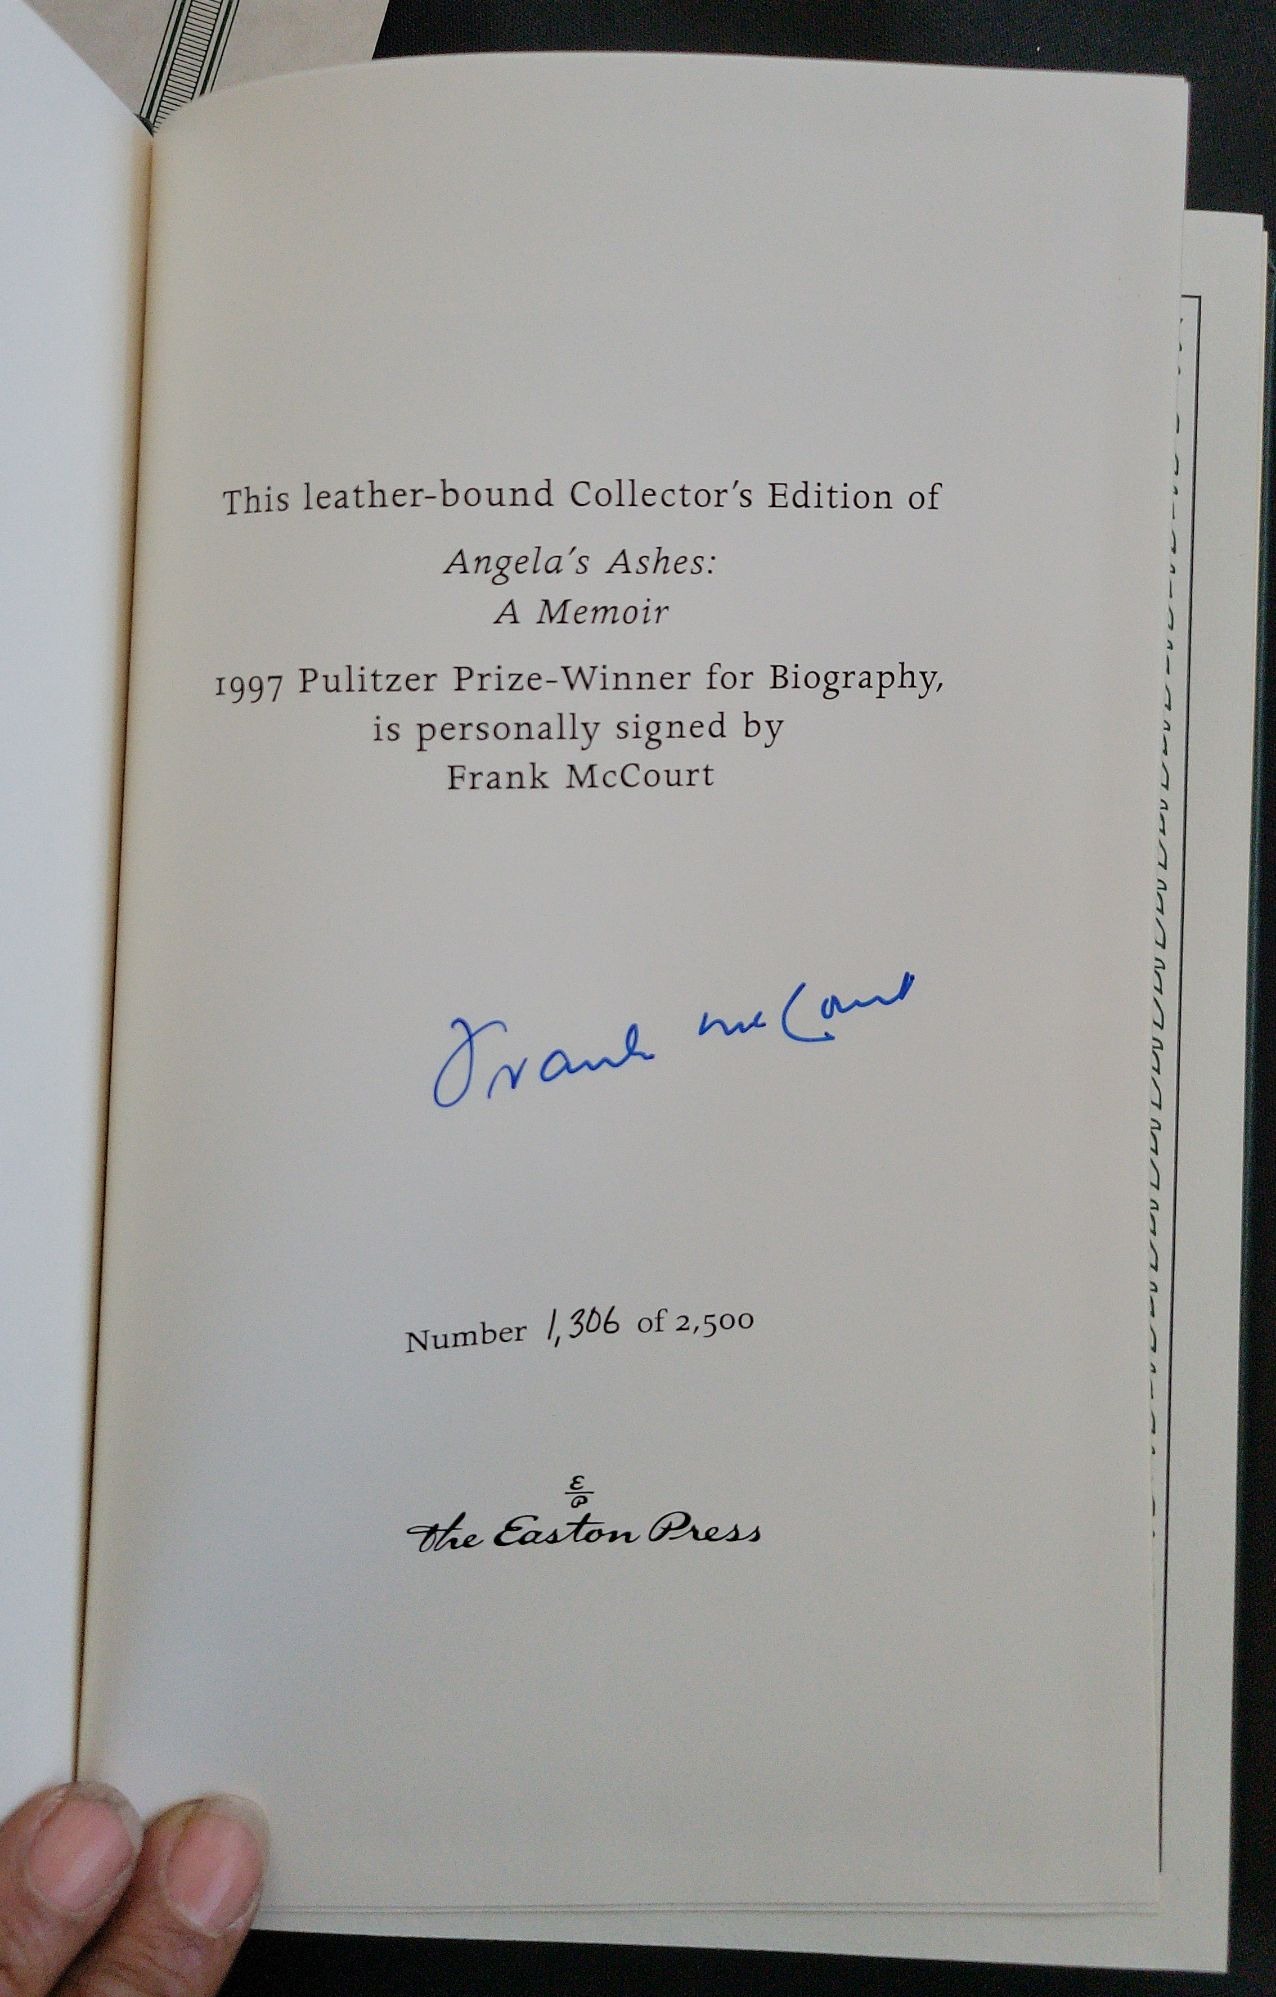 This leather-bound Collector's Edition of
Angela's Ashes:
A Memoir
1997 Pulitzer Prize-Winner for Biography,
is personally signed by
Frank McCourt
Frank McCourt
Number 1,306 of 2,500
E
P
The Easton Press